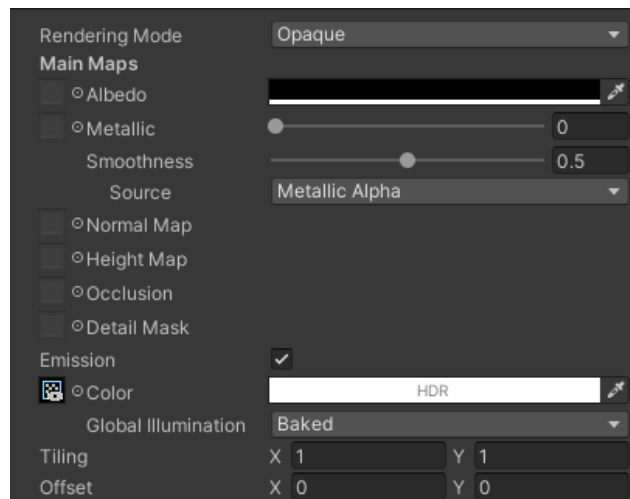 Rendering Mode Opaque
Main Maps
Albedo
Metallic 0
Smoothness 0.5
Source Metallic Alpha
Normal Map
Height Map
Occlusion
Detail Mask
Emission
Color HDR
Global Illumination Baked
Tiling X 1 Y 1
Offset X 0 Y 0